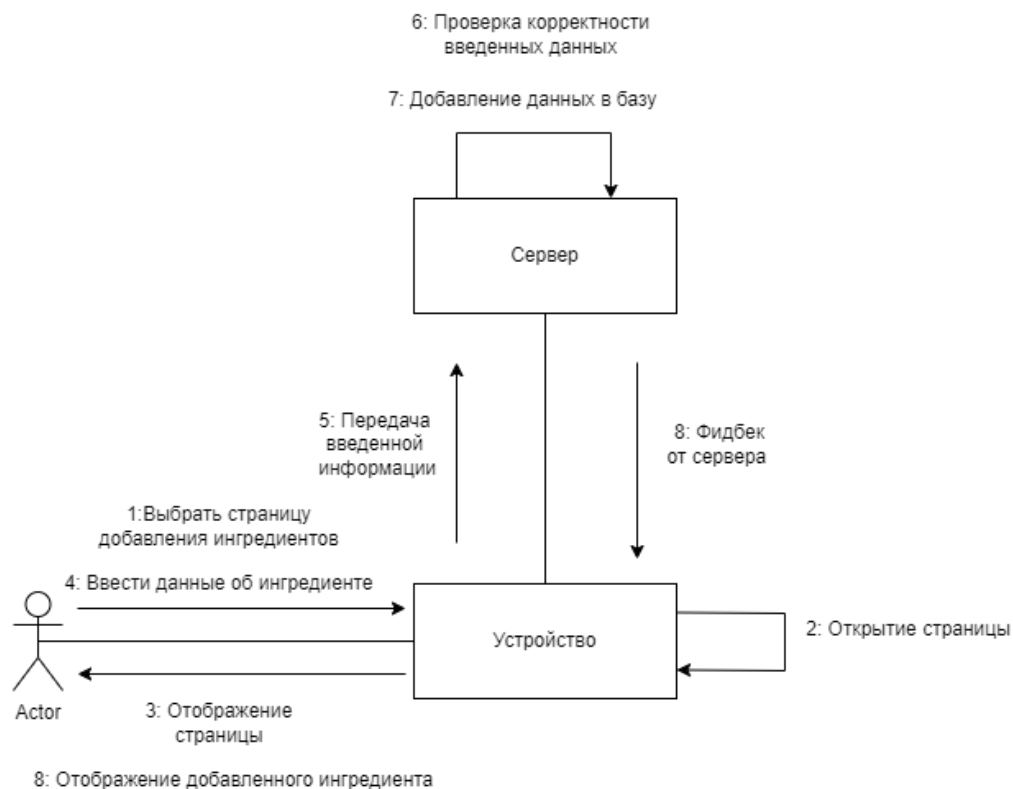 6: Проверка корректности
введенных данных
7: Добавление данных в базу
Сервер
5: Передача
введенной
информации
8: Фидбек
от сервера
1:Выбрать страницу
добавления ингредиентов
4: Ввести данные об ингредиенте
Устройство
2: Открытие страницы
Actor
3: Отображение
страницы
8: Отображение добавленного ингредиента